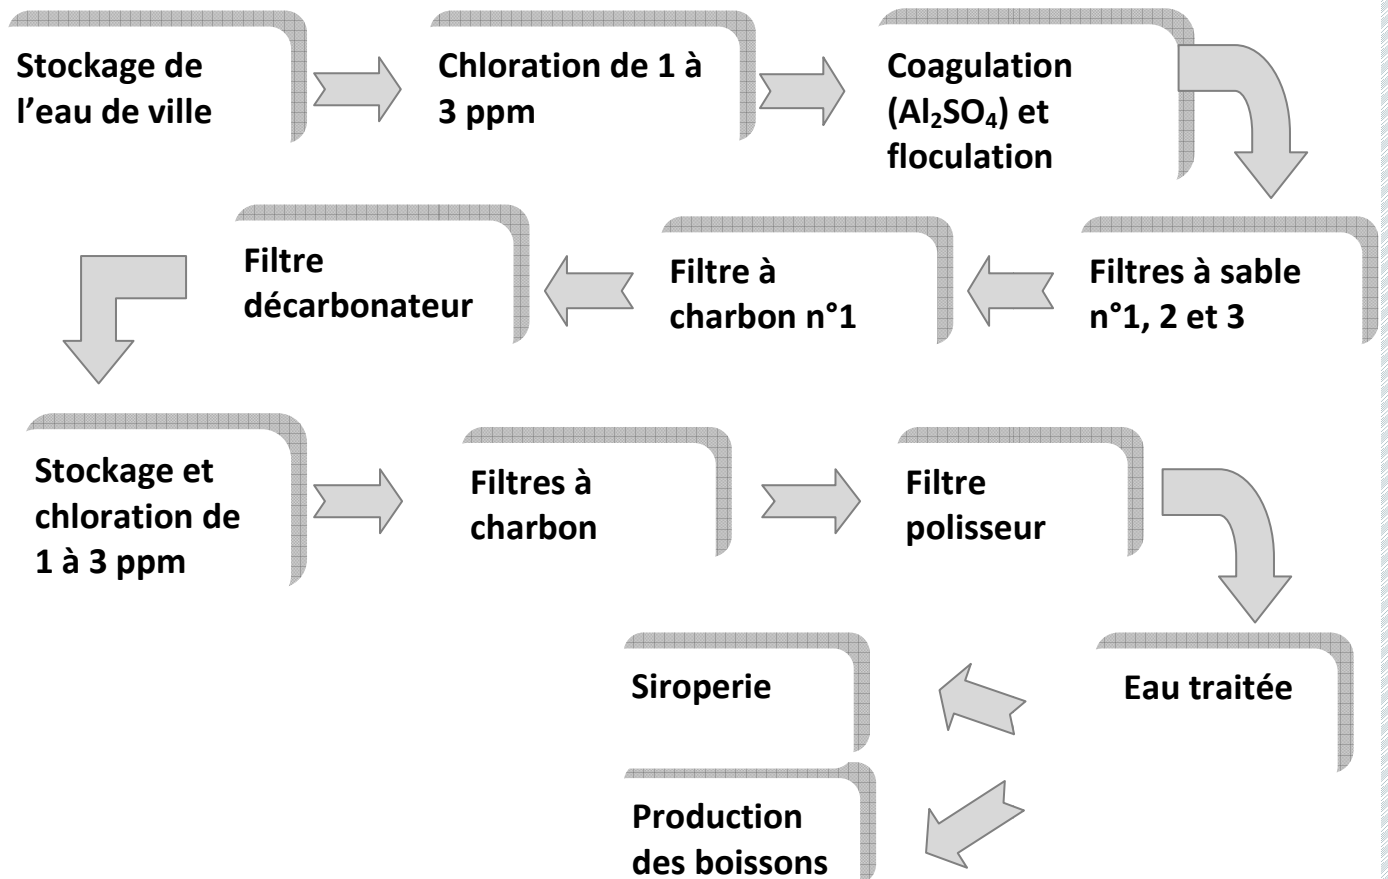 Stockage de
l’eau de ville
Chloration de 1 à
3 ppm
Coagulation
(Al₂SO₄) et
floculation
Filtres à sable
n°1, 2 et 3
Filtre à
charbon n°1
Filtre
décarbonateur
Stockage et
chloration de
1 à 3 ppm
Filtres à
charbon
Filtre
polisseur
Eau traitée
Siroperie
Production
des boissons